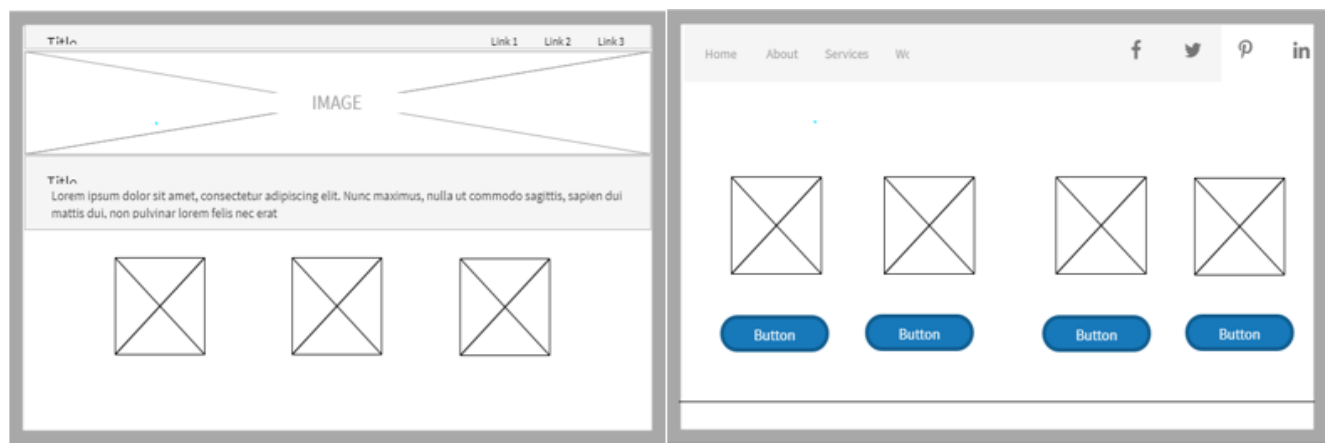 Title
Link 1 Link 2 Link 3
IMAGE
Title
Lorem ipsum dolor sit amet, consectetur adipiscing elit. Nunc maximus, nulla ut commodo sagittis, sapien dui
mattis dui, non pulvinar lorem felis nec erat
Home About Services
f in
Button Button Button Button